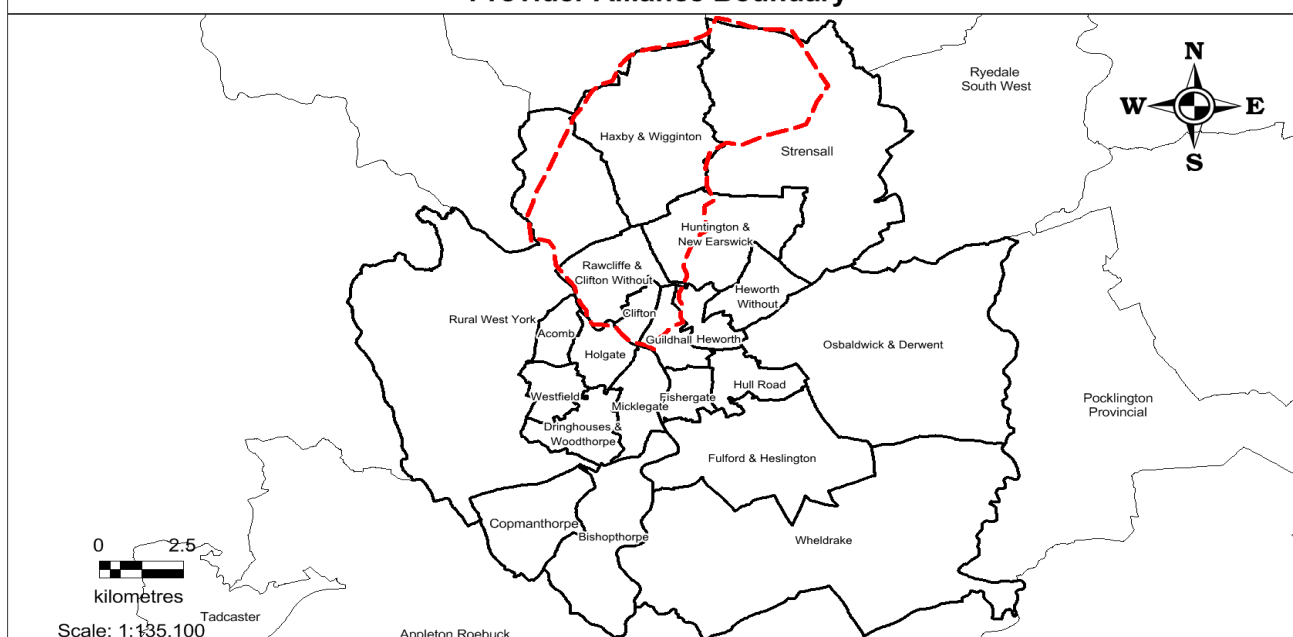 Provider Alliance Boundary
N
W E
S
Ryedale
South West
Haxby & Wigginton
Strensall
Huntington &
New Earswick
Rawcliffe &
Clifton Without
Heworth
Without
Rural West York
Clifton
Acomb
Guildhall
Heworth
Osbaldwick & Derwent
Holgate
Hull Road
Westfield
Fishergate
Micklegate
Pocklington
Provincial
Dringhouses &
Woodthorpe
Fulford & Heslington
Copmanthorpe
Bishopthorpe
Wheldrake
0 2.5
kilometres
Tadcaster
Scale: 1:135,100
Appleton Roebuck